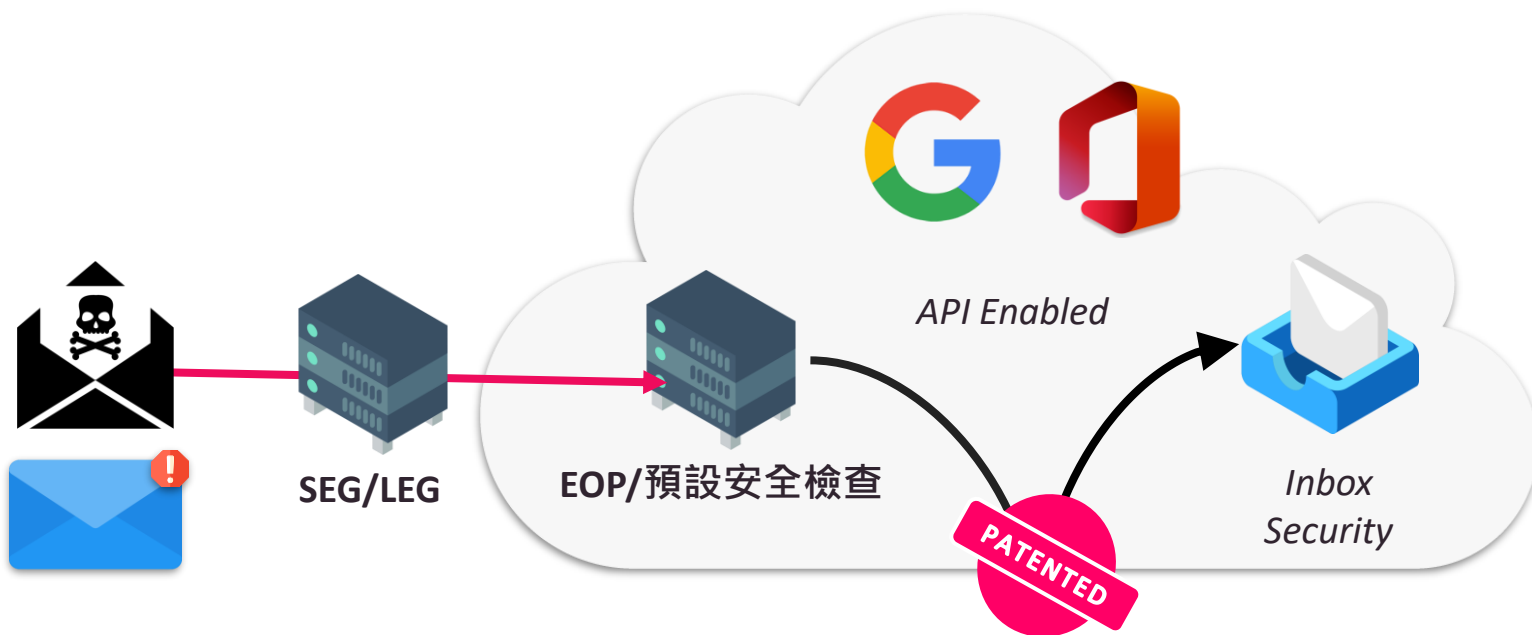 API Enabled
SEG/LEG
EOP/預設安全檢查
Inbox
Security
PATENTED